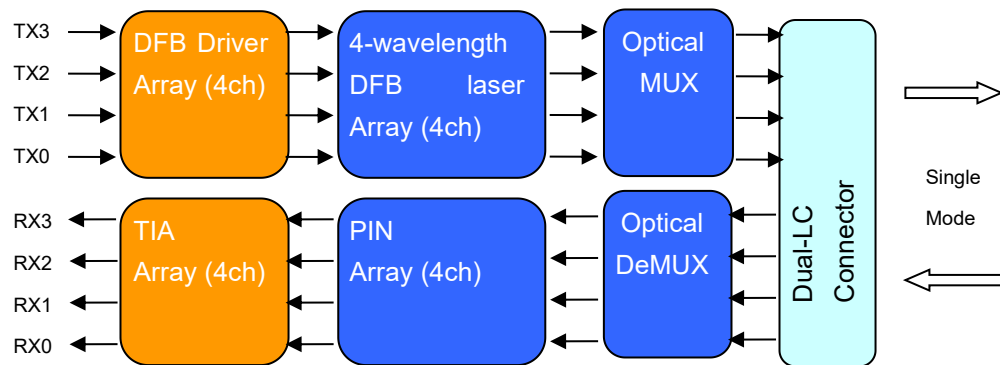 TX3
TX2
TX1
TX0
DFB Driver
Array (4ch)
4-wavelength
DFB laser
Array (4ch)
Optical
MUX
RX3
RX2
RX1
RX0
TIA
Array (4ch)
PIN
Array (4ch)
Optical
DeMUX
Dual-LC
Connector
Single
Mode